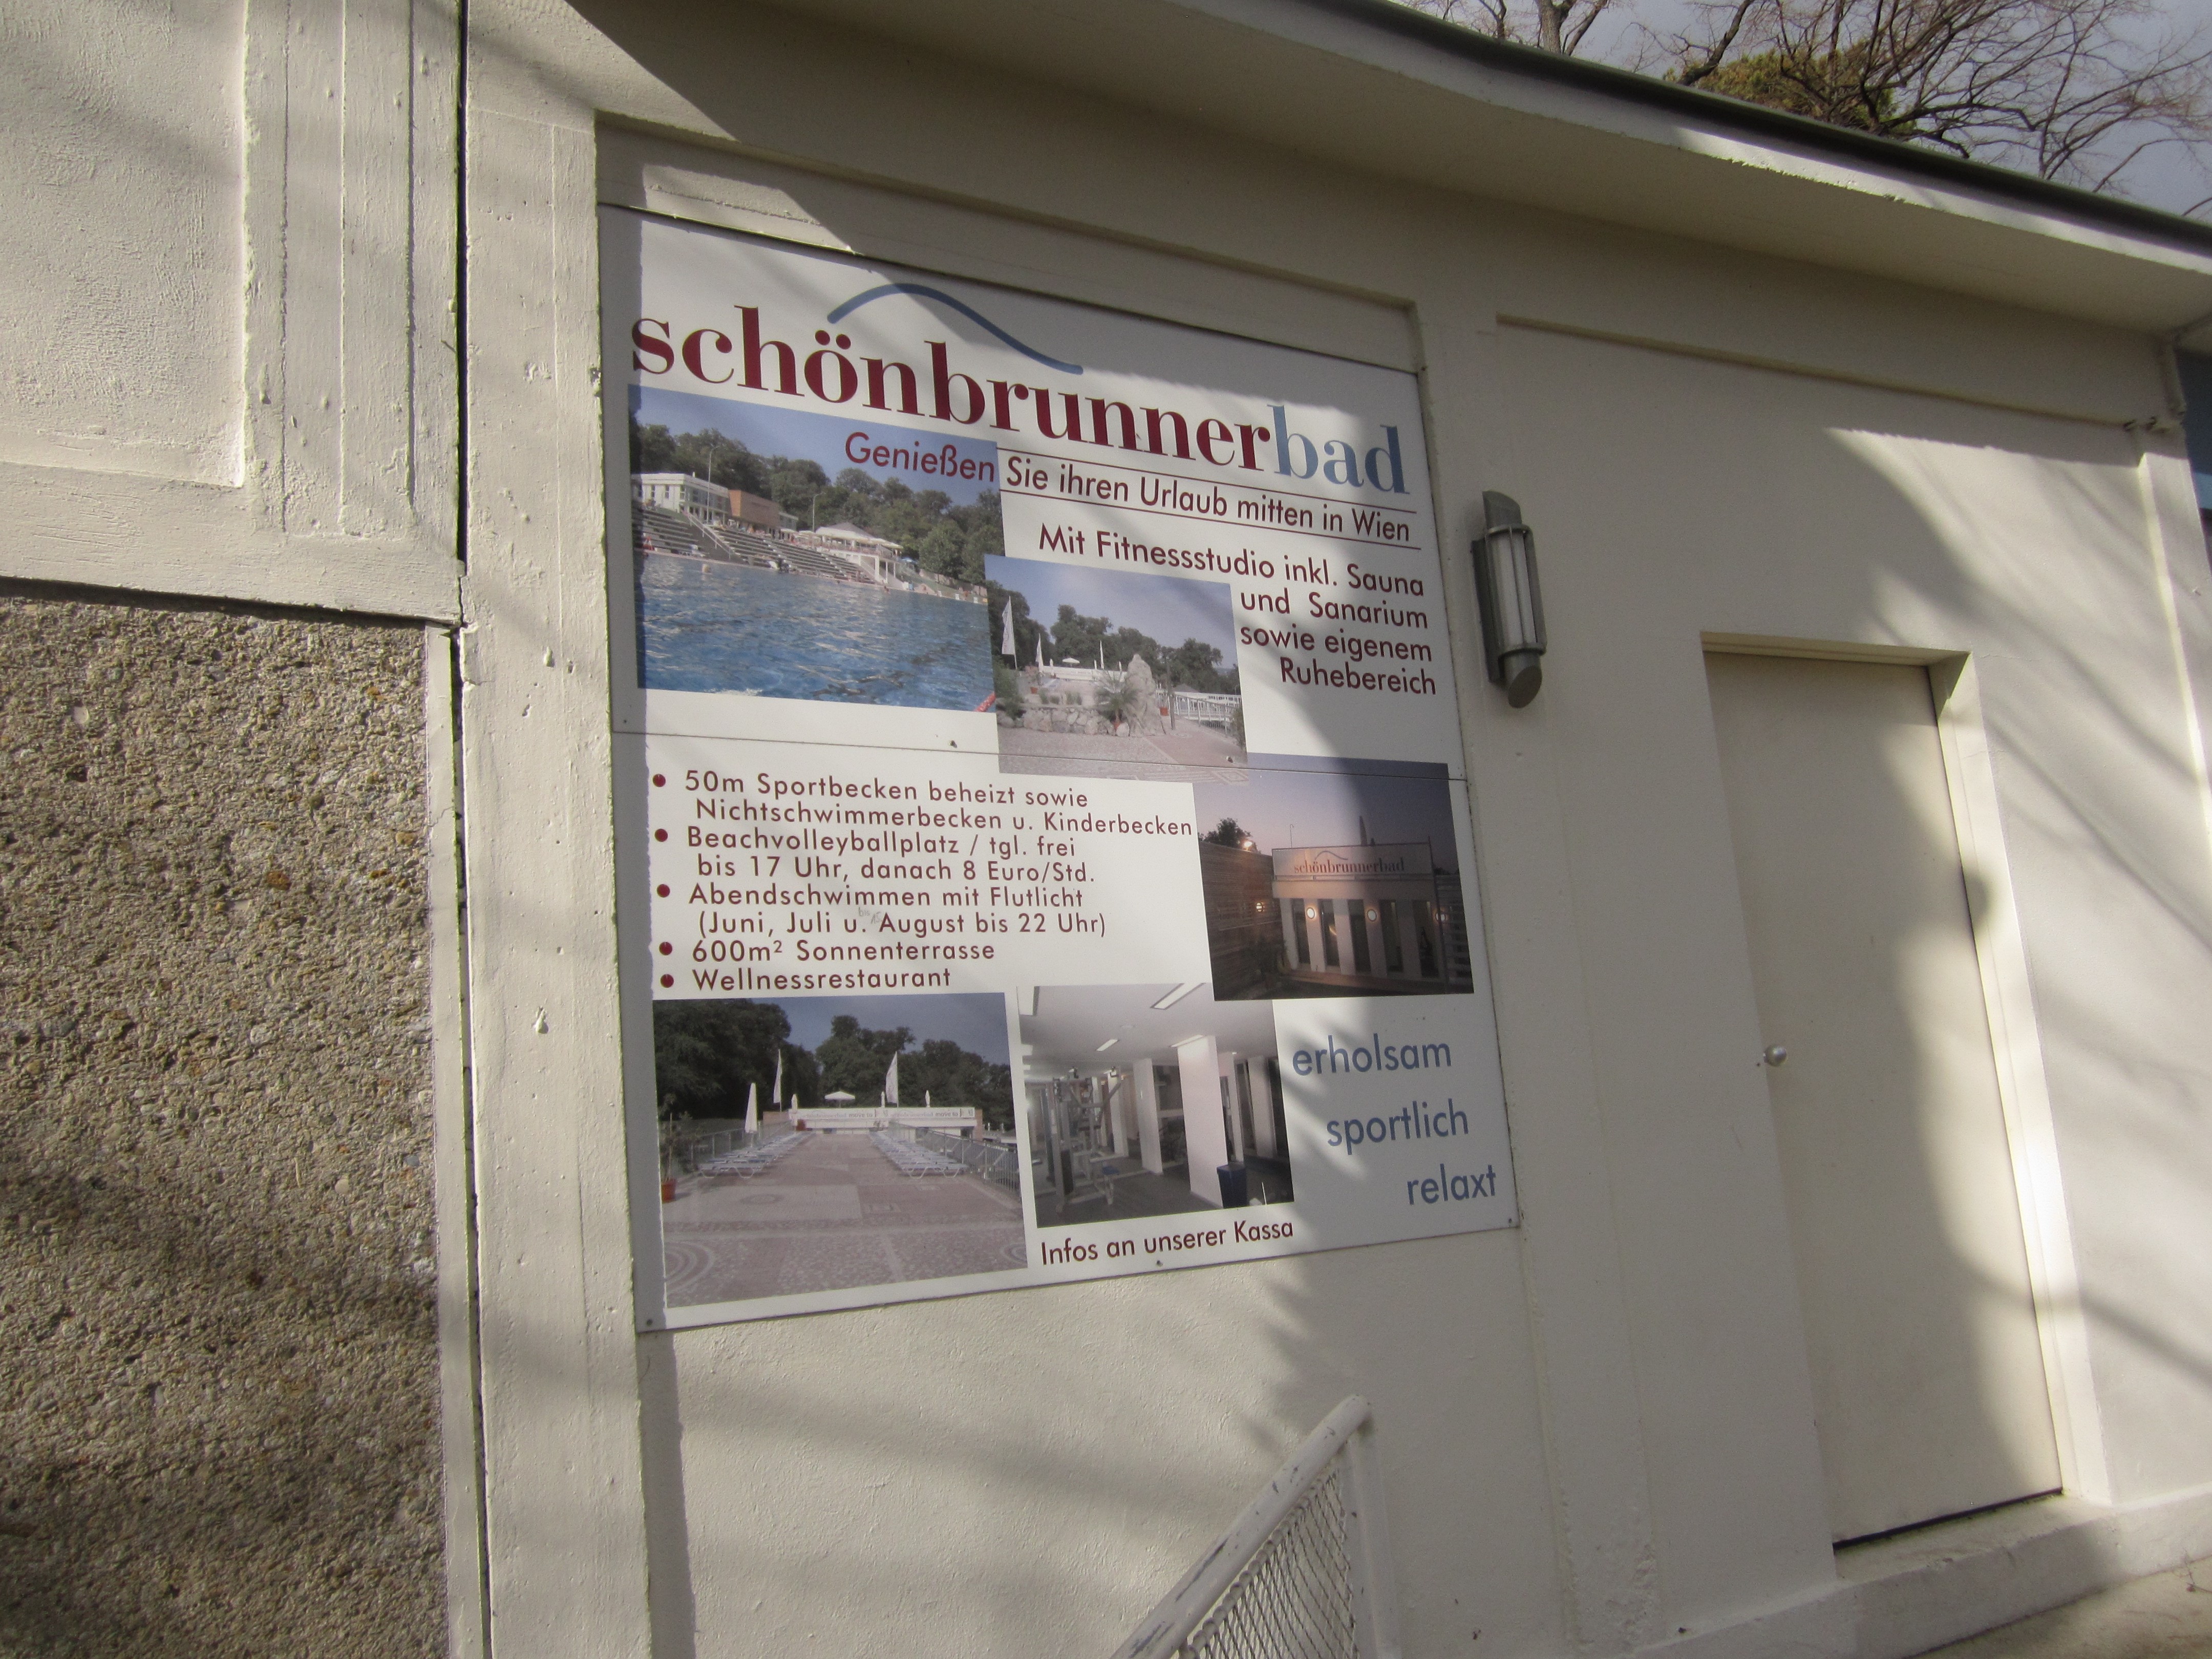 schönbrunnerbad
Genießen Sie ihren Urlaub mitten in Wien
Mit Fitnessstudio inkl. Sauna
und Sanarium
sowie eigenem
Ruhebereich
• 50m Sportbecken beheizt sowie
Nichtschwimmerbecken u. Kinderbecken
• Beachvolleyballplatz / tgl. frei
bis 17 Uhr, danach 8 Euro/Std.
• Abendschwimmen mit Flutlicht
(Juni, Juli u. August bis 22 Uhr)
• 600m² Sonnenterrasse
• Wellnessrestaurant
schönbrunnerbad
erholsam
sportlich
relaxt
Infos an unserer Kassa